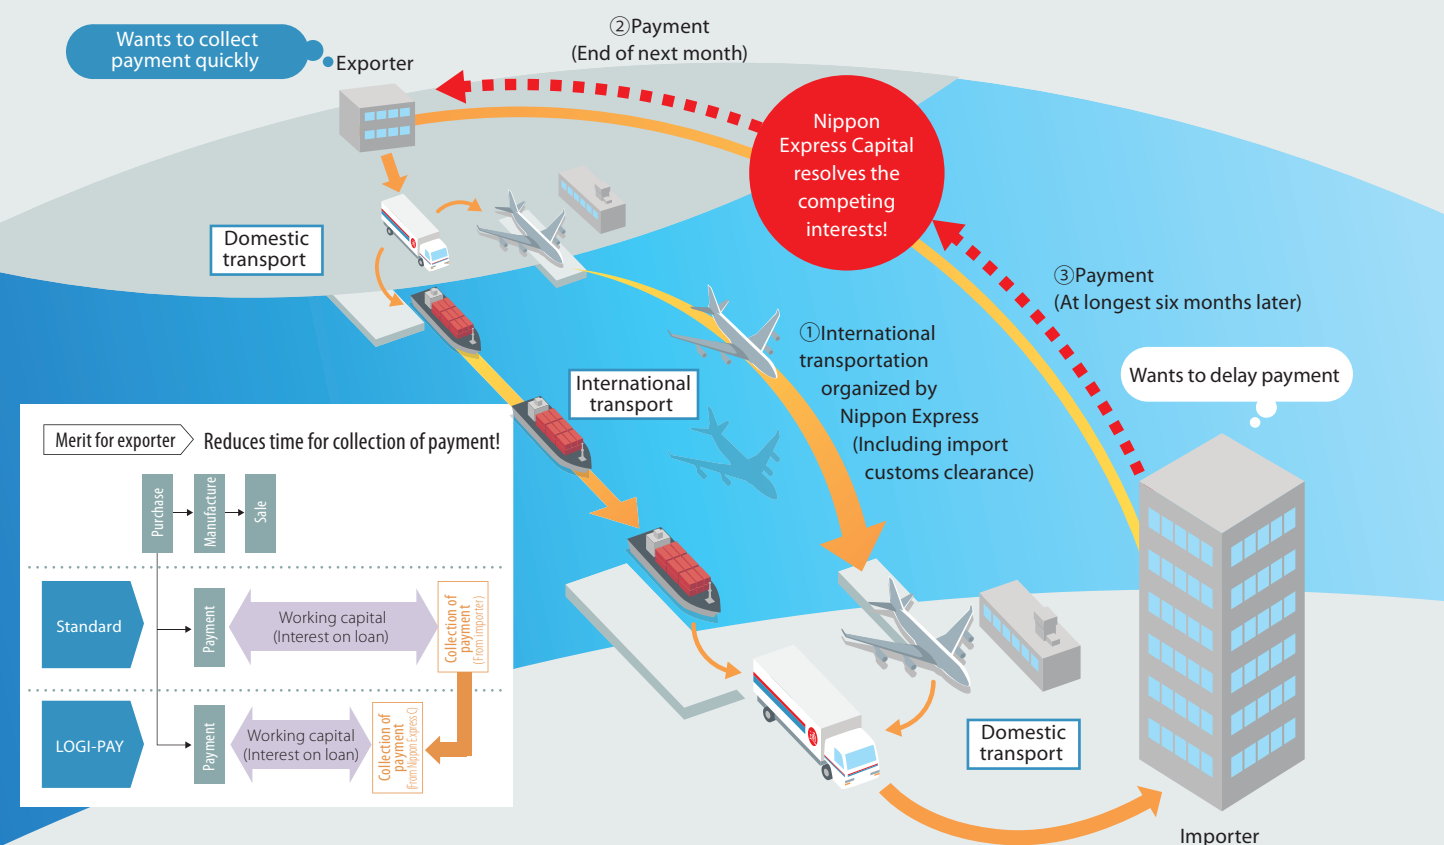 ②Payment
(End of next month)
Wants to collect
payment quickly
Exporter
Nippon
Express Capital
resolves the
competing
interests!
Domestic
transport
③Payment
(At longest six months later)
①International
transportation
organized by
Nippon Express
(Including import
customs clearance)
International
transport
Wants to delay payment
Merit for exporter
Reduces time for collection of payment!
Purchase
Manufacture
Sale
Standard
Payment
Working capital
(Interest on loan)
Collection of
payment
(From importer)
LOGI-PAY
Payment
Working capital
(Interest on loan)
Collection of
payment
(From Nippon Express C)
Domestic
transport
Importer